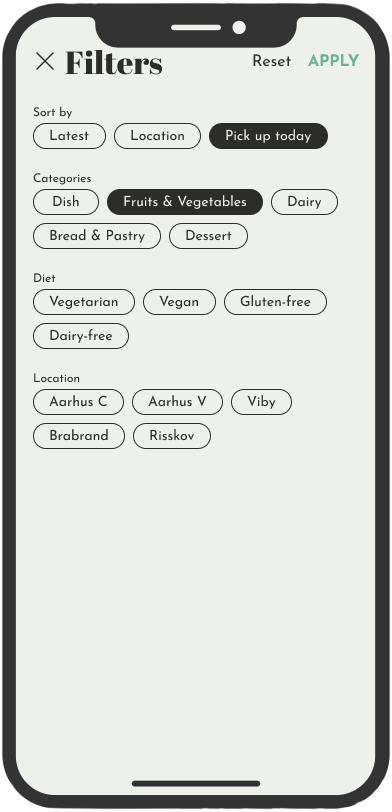 Filters Reset APPLY
Sort by
Latest Location Pick up today
Categories
Dish Fruits & Vegetables Dairy
Bread & Pastry Dessert
Diet
Vegetarian Vegan Gluten-free
Dairy-free
Location
Aarhus C Aarhus V Viby
Brabrand Risskov